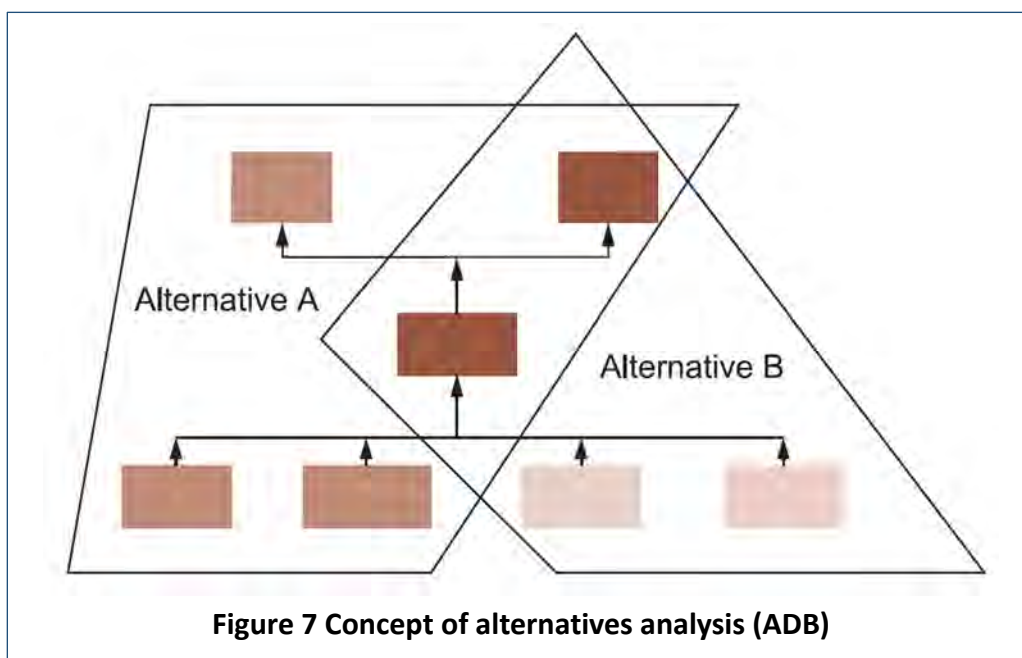 Alternative A
Alternative B
Figure 7 Concept of alternatives analysis (ADB)